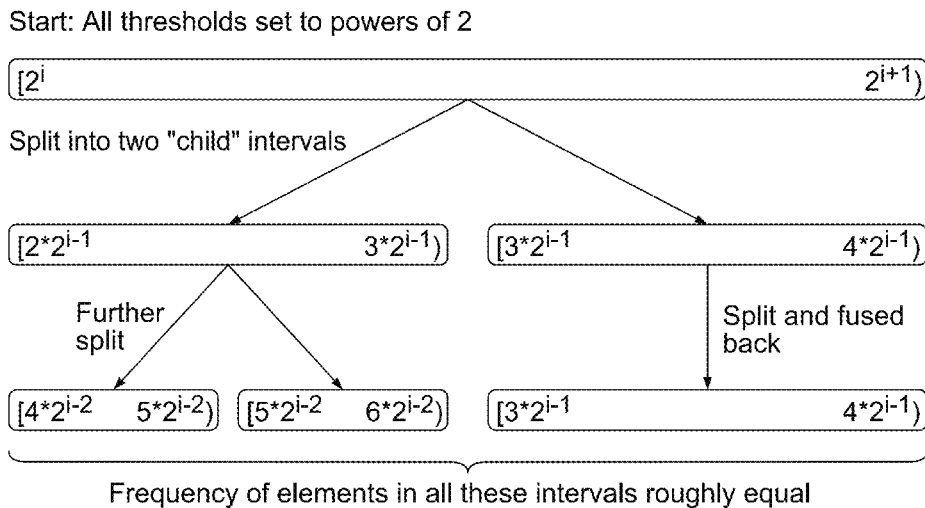 Start: All thresholds set to powers of 2
[2^i 2^{i+1})
Split into two "child" intervals
[2*2^{i-1} 3*2^{i-1}) [3*2^{i-1} 4*2^{i-1})
Further
split
Split and fused
back
[4*2^{i-2} 5*2^{i-2}) [5*2^{i-2} 6*2^{i-2}) [3*2^{i-1} 4*2^{i-1})
Frequency of elements in all these intervals roughly equal